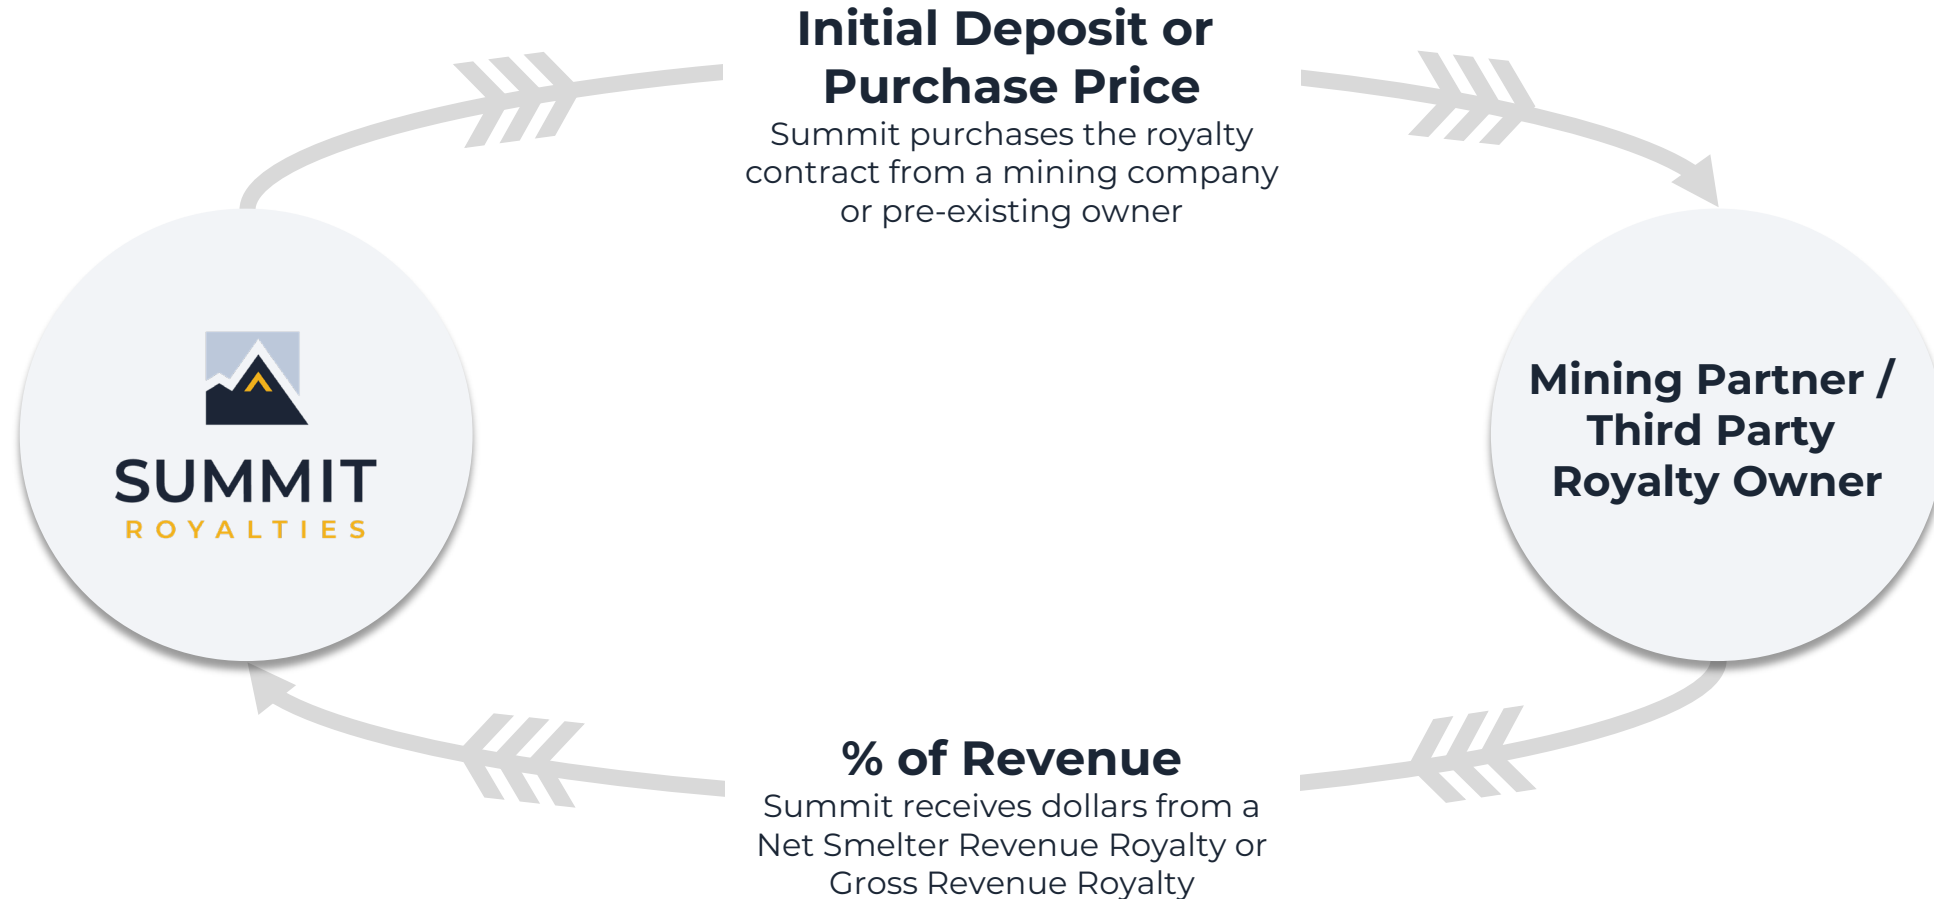 Initial Deposit or
Purchase Price
Summit purchases the royalty
contract from a mining company
or pre-existing owner
SUMMIT
ROYALTIES
Mining Partner /
Third Party
Royalty Owner
% of Revenue
Summit receives dollars from a
Net Smelter Revenue Royalty or
Gross Revenue Royalty